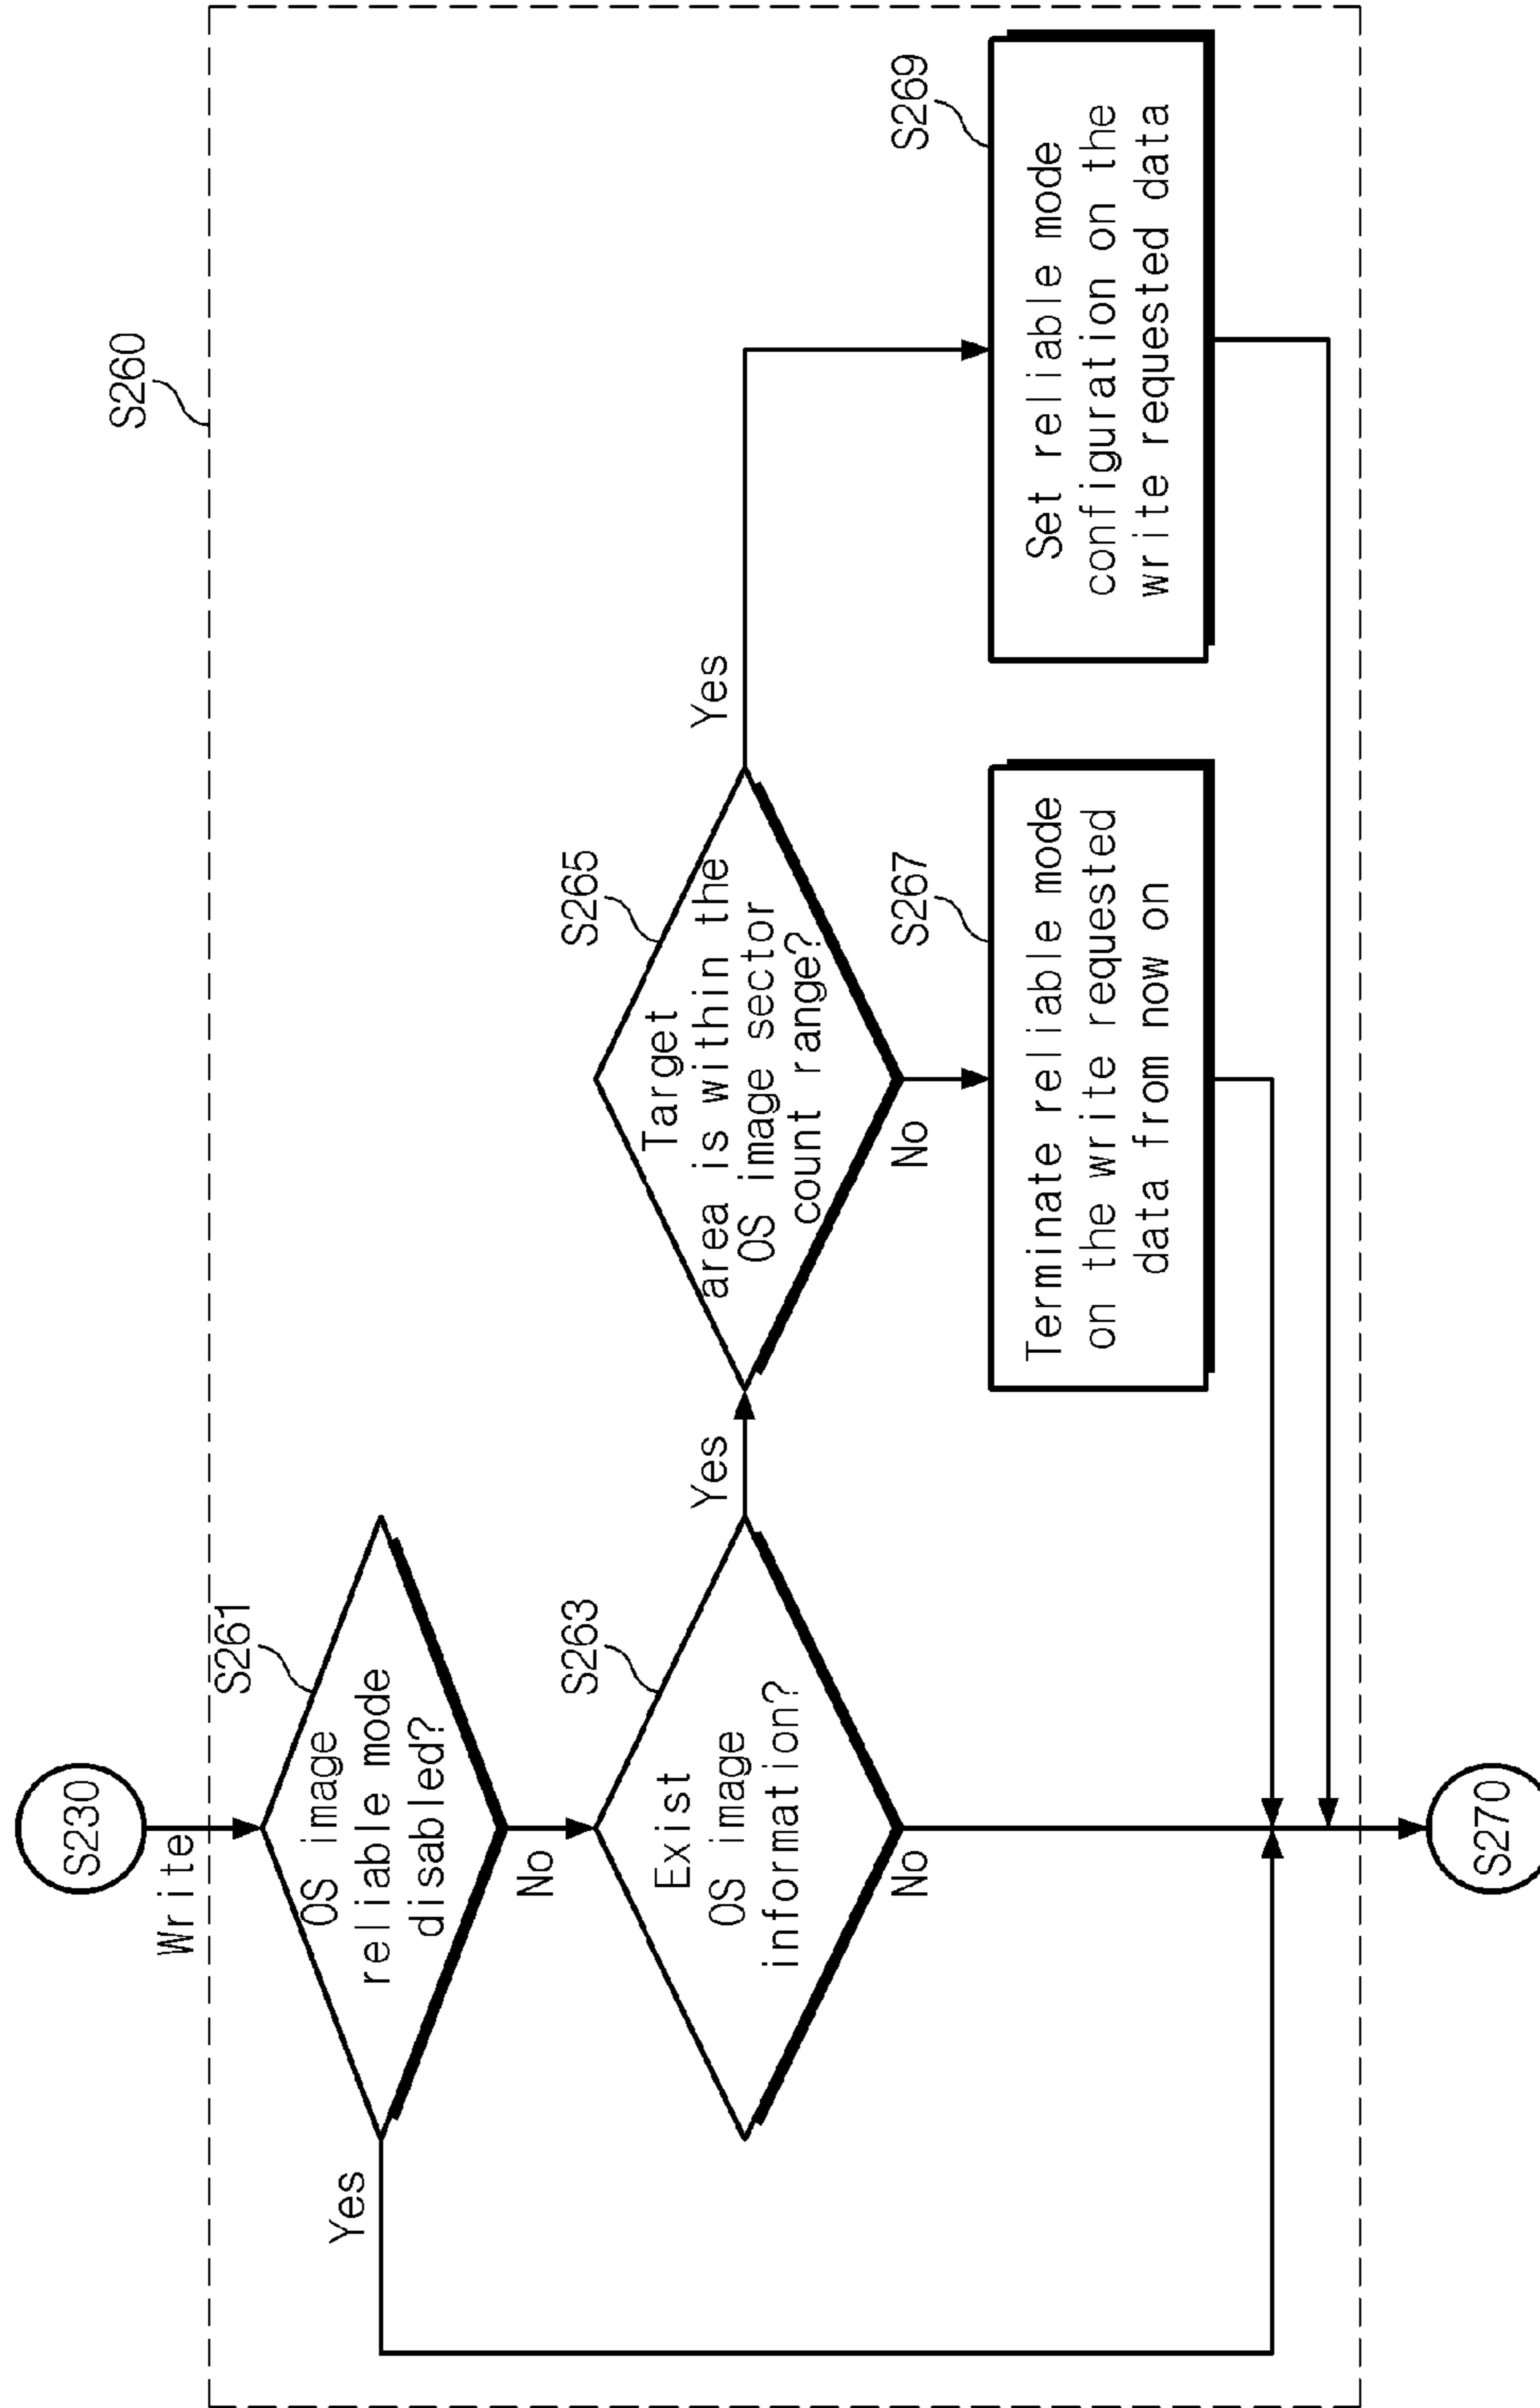 S230
Write
S260
S261
OS image
reliable mode
disabled?
Yes
No
S263
Exist
OS image
information?
Yes
No
S265
Target
area is within the
OS image sector
count range?
Yes
No
S267
Terminate reliable mode
on the write requested
data from now on
S269
Set reliable mode
configuration on the
write requested data
S270